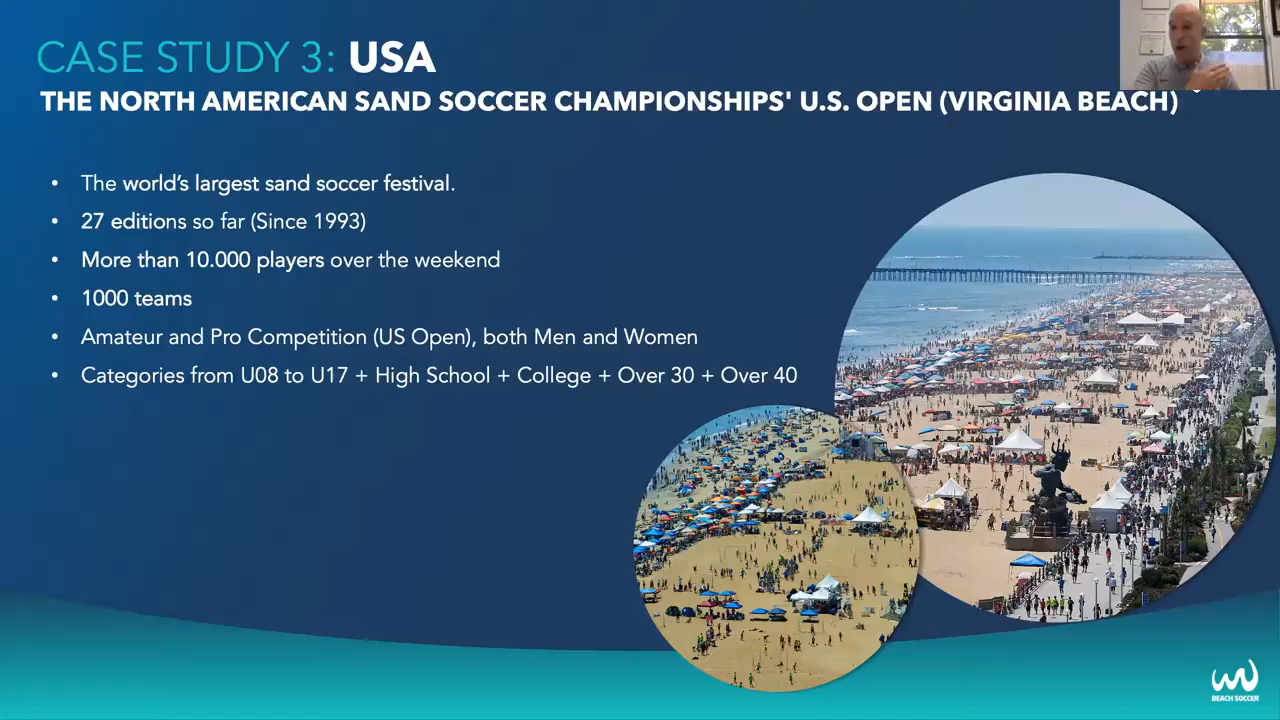 CASE STUDY 3: USA
THE NORTH AMERICAN SAND SOCCER CHAMPIONSHIPS' U.S. OPEN (VIRGINIA BEACH)
• The world's largest sand soccer festival.
• 27 editions so far (Since 1993)
• More than 10.000 players over the weekend
• 1000 teams
• Amateur and Pro Competition (US Open), both Men and Women
• Categories from U08 to U17 + High School + College + Over 30 + Over 40
BEACH SOCCER